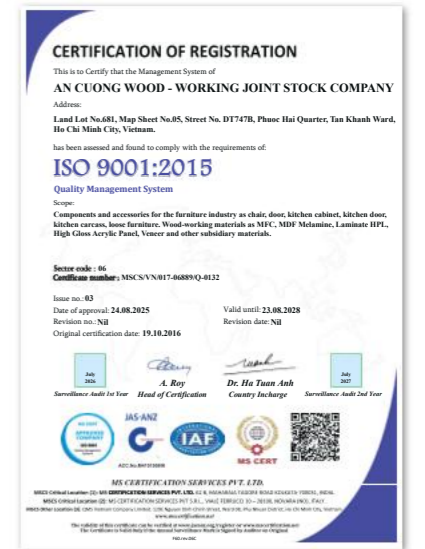 CERTIFICATION OF REGISTRATION
This is to Certify that the Management System of
AN CUONG WOOD - WORKING JOINT STOCK COMPANY
Address:
Land Lot No.681, Map Sheet No.05, Street No. DT747B, Phuoc Hai Quarter, Tan Khanh Ward,
Ho Chi Minh City, Vietnam.
has been assessed and found to comply with the requirements of:
ISO 9001:2015
Quality Management System
Scope:
Components and accessories for the furniture industry as chair, door, kitchen cabinet, kitchen door,
kitchen carcass, loose furniture. Wood-working materials as MFC, MDF Melamine, Laminate HPL,
High Gloss Acrylic Panel, Veneer and other subsidiary materials.
Sector code : 06
Certificate number : MSCS/VN/017-06889/Q-0132
Issue no.: 03
Date of approval: 24.08.2025 Valid until: 23.08.2028
Revision no.: Nil Revision date: Nil
Original certification date: 19.10.2016
July
2026
July
2027
A. Roy Dr. Ha Tuan Anh
Surveillance Audit 1st Year Head of Certification Country Incharge Surveillance Audit 2nd Year
JAS-ANZ
IAF
MS CERT
MS CERTIFICATION SERVICES PVT. LTD.